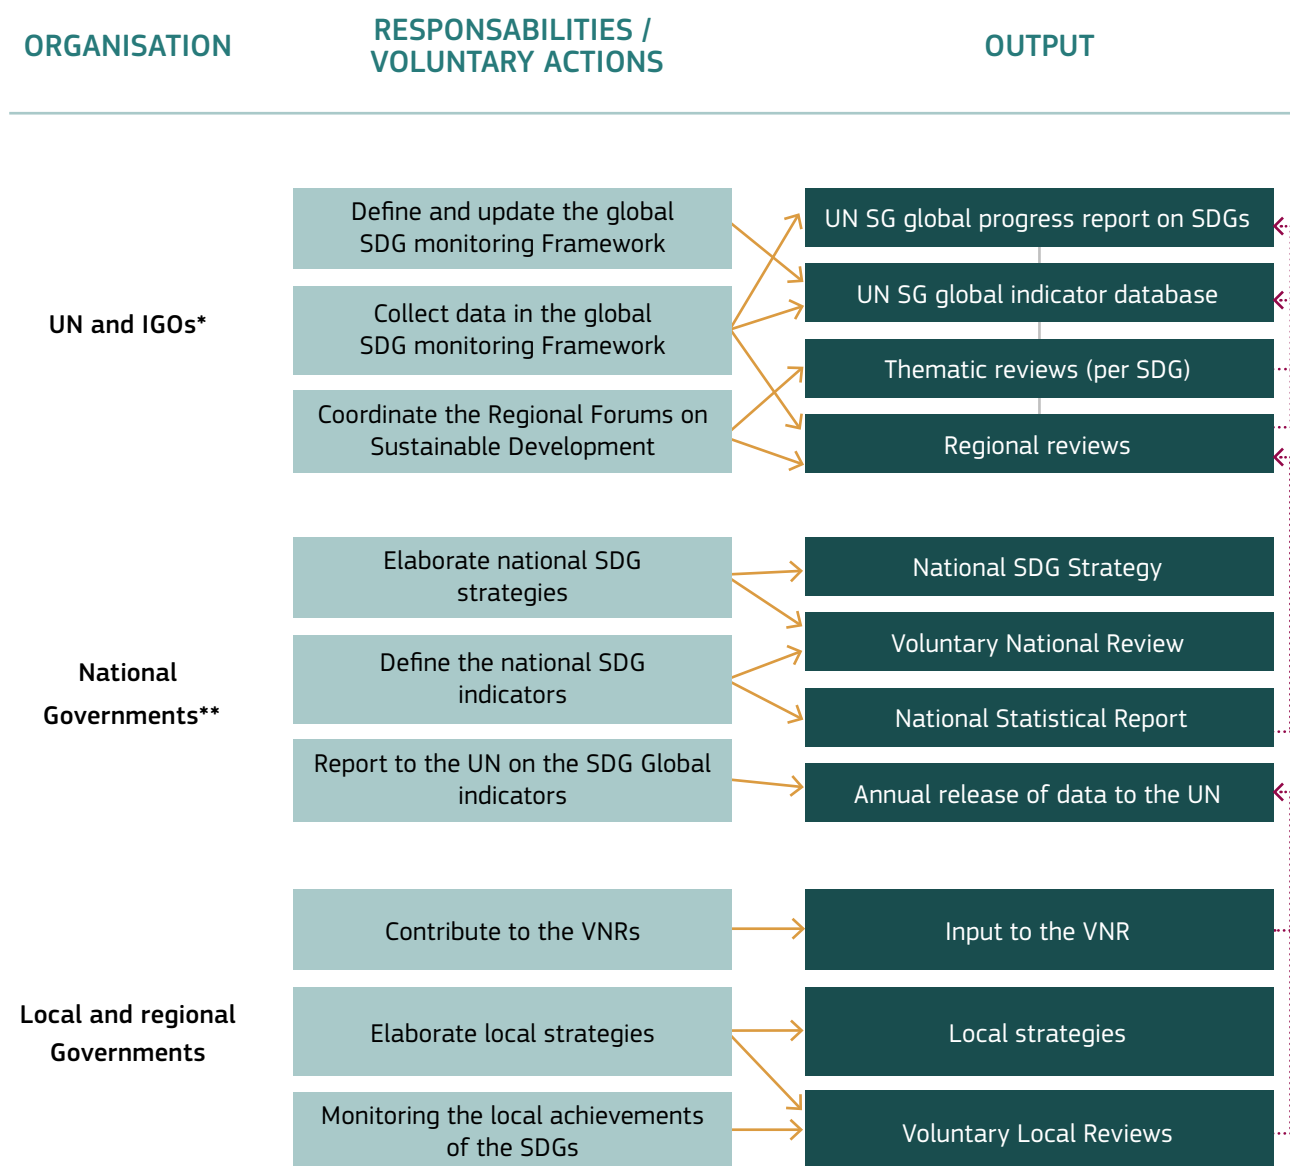 ORGANISATION
RESPONSABILITIES /
VOLUNTARY ACTIONS
OUTPUT
UN and IGOs*
Define and update the global
SDG monitoring Framework
Collect data in the global
SDG monitoring Framework
Coordinate the Regional Forums on
Sustainable Development
UN SG global progress report on SDGs
UN SG global indicator database
Thematic reviews (per SDG)
Regional reviews
National
Governments**
Elaborate national SDG
strategies
Define the national SDG
indicators
Report to the UN on the SDG Global
indicators
National SDG Strategy
Voluntary National Review
National Statistical Report
Annual release of data to the UN
Local and regional
Governments
Contribute to the VNRs
Elaborate local strategies
Monitoring the local achievements
of the SDGs
Input to the VNR
Local strategies
Voluntary Local Reviews